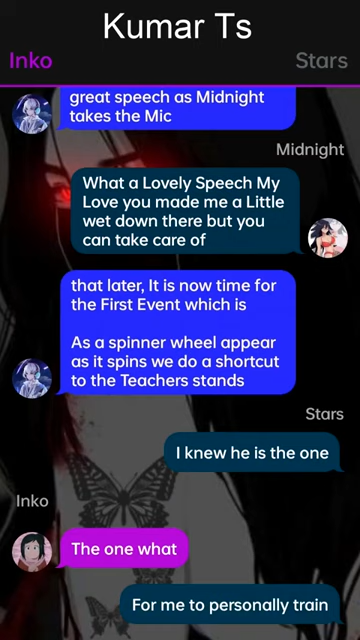 Kumar Ts
Inko
Stars
great speech as Midnight
takes the Mic
Midnight
What a Lovely Speech My
Love you made me a Little
wet down there but you
can take care of
that later, It is now time for
the First Event which is
As a spinner wheel appear
as it spins we do a shortcut
to the Teachers stands
Stars
I knew he is the one
Inko
The one what
For me to personally train